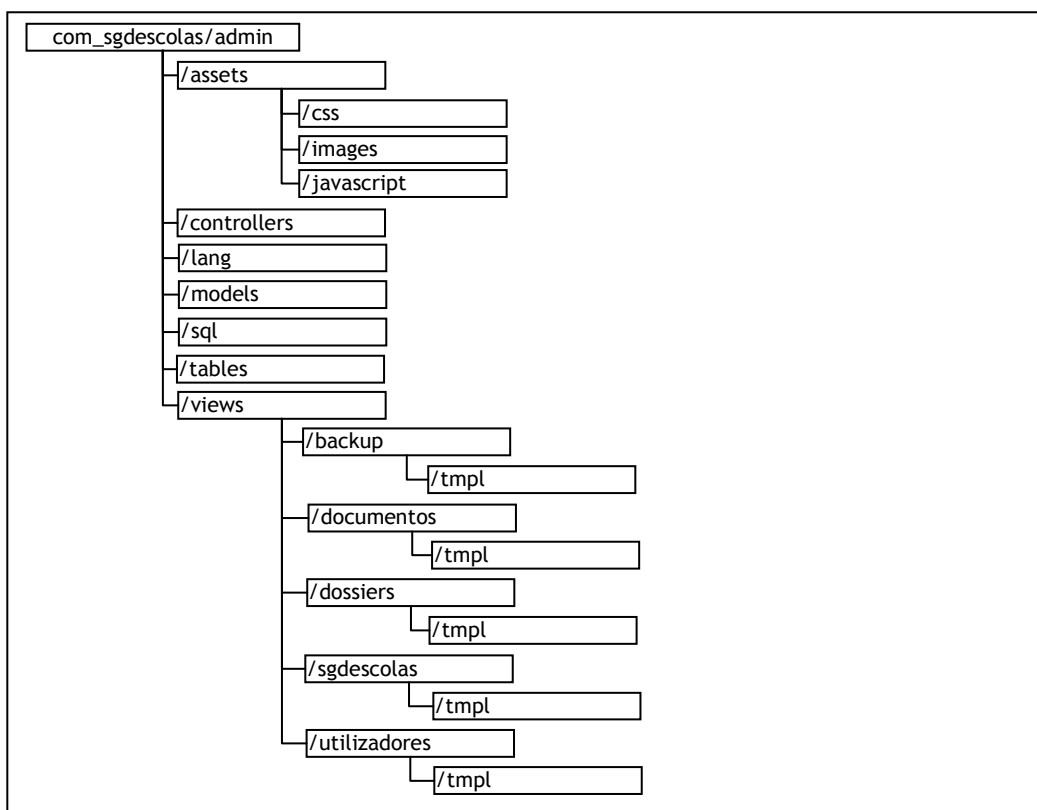 com_sgdescolas/admin
/assets
/css
/images
/javascript
/controllers
/lang
/models
/sql
/tables
/views
/backup
/tmpl
/documentos
/tmpl
/dossiers
/tmpl
/sgdescolas
/tmpl
/utilizadores
/tmpl